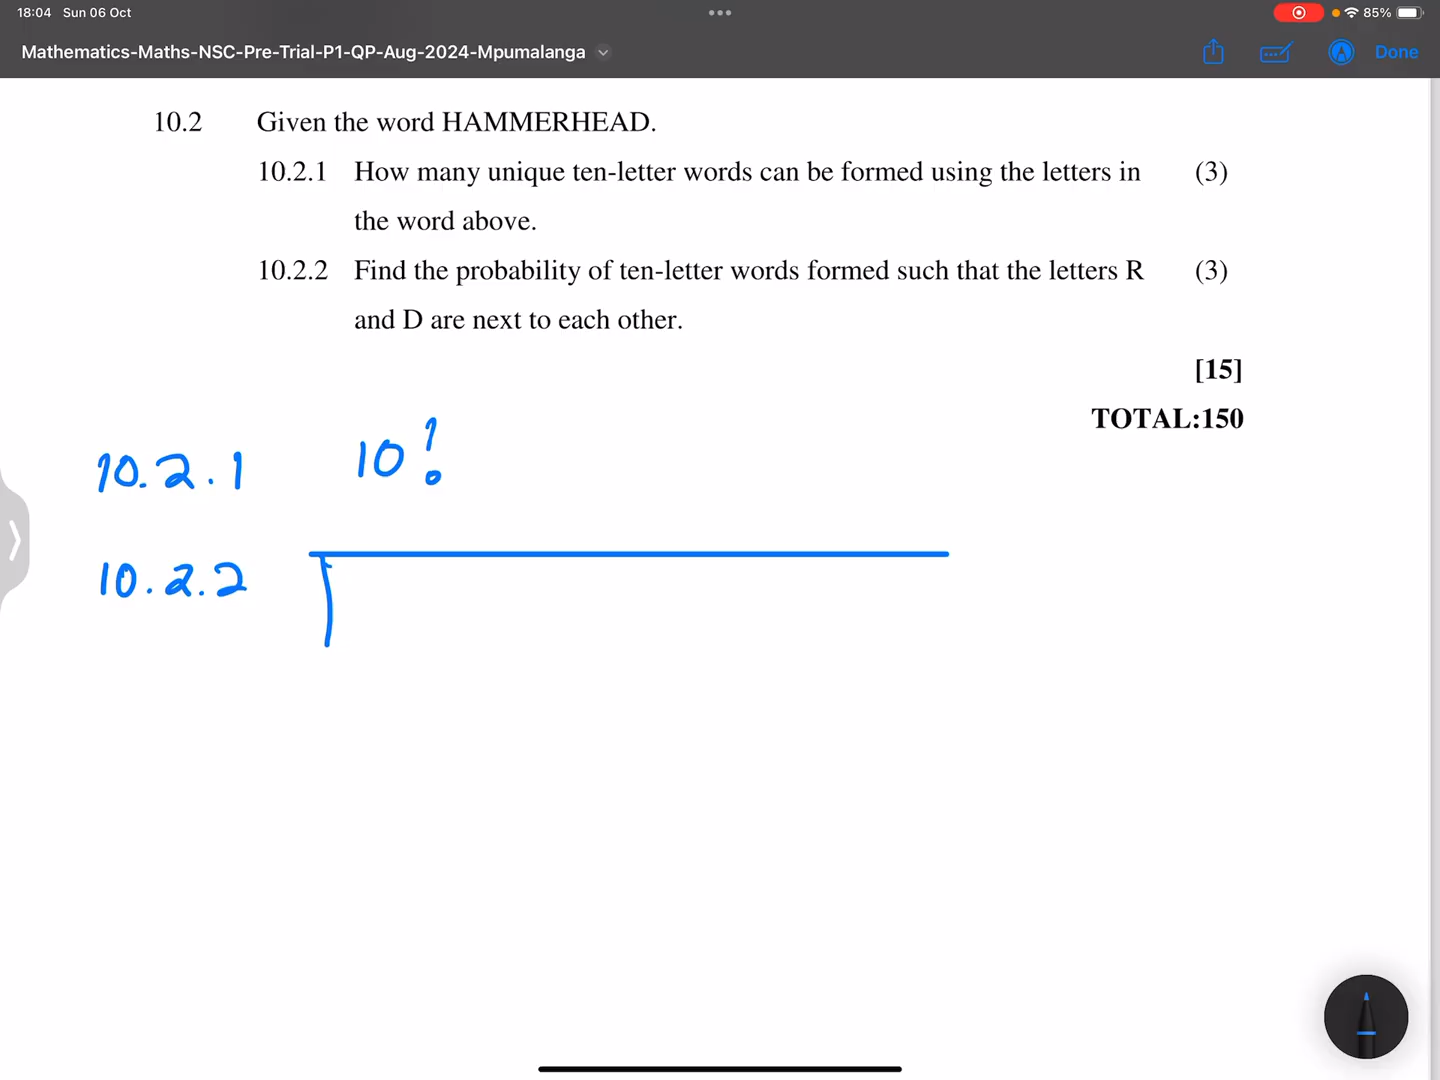 18:04 Sun 06 Oct
85%
Mathematics-Maths-NSC-Pre-Trial-P1-QP-Aug-2024-Mpumalanga
Done
10.2 Given the word HAMMERHEAD.
10.2.1 How many unique ten-letter words can be formed using the letters in (3)
the word above.
10.2.2 Find the probability of ten-letter words formed such that the letters R (3)
and D are next to each other.
[15]
TOTAL:150
10.2.1 10!
10.2.2